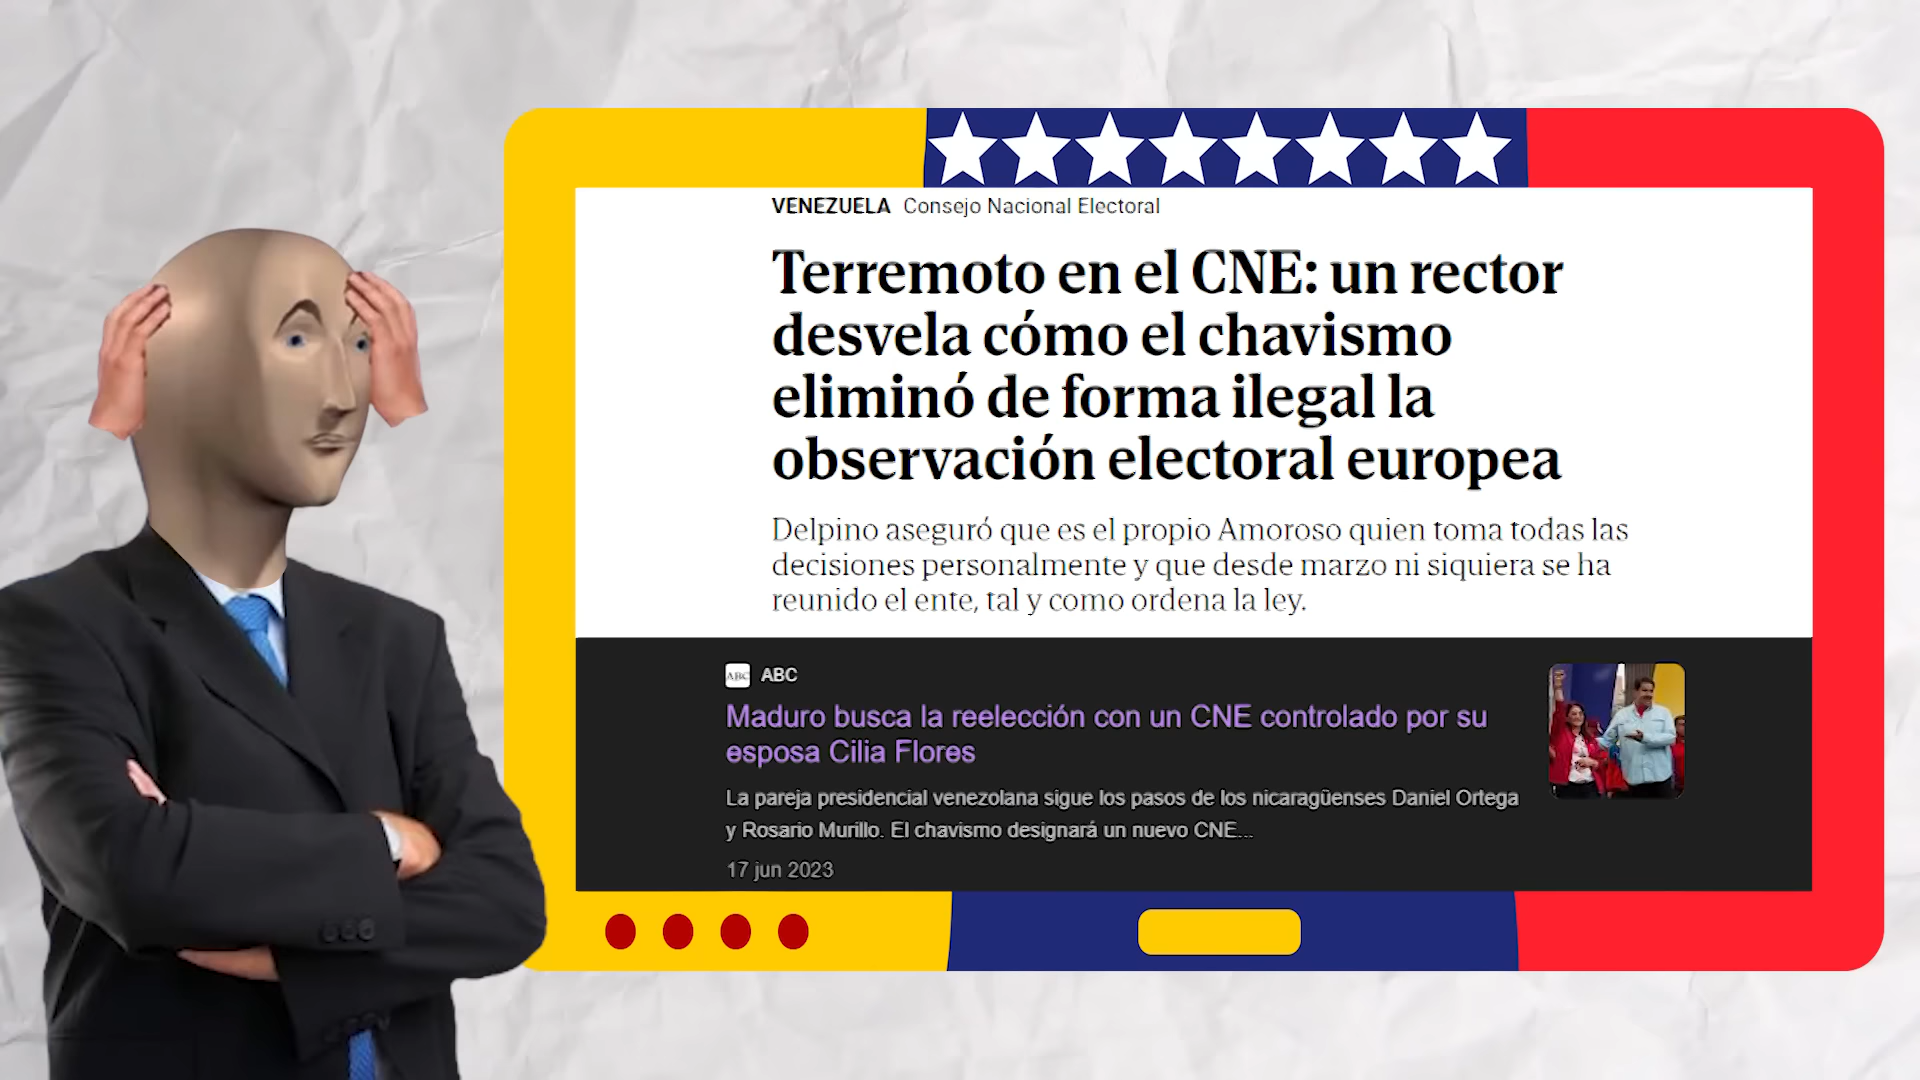 VENEZUELA Consejo Nacional Electoral
Terremoto en el CNE: un rector
desvela cómo el chavismo
eliminó de forma ilegal la
observación electoral europea
Delpino aseguró que es el propio Amoroso quien toma todas las
decisiones personalmente y que desde marzo ni siquiera se ha
reunido el ente, tal y como ordena la ley.
ABC ABC
Maduro busca la reelección con un CNE controlado por su
esposa Cilia Flores
La pareja presidencial venezolana sigue los pasos de los nicaragüenses Daniel Ortega
y Rosario Murillo. El chavismo designará un nuevo CNE...
17 jun 2023